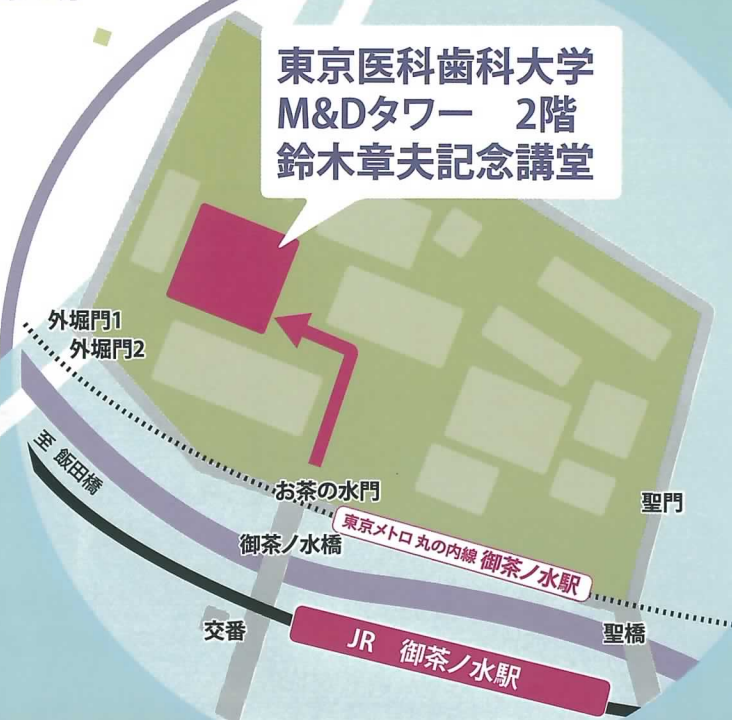 東京医科歯科大学
M&Dタワー　2階
鈴木章夫記念講堂
外堀門1
外堀門2
至 飯田橋
お茶の水門
聖門
東京メトロ 丸の内線 御茶ノ水駅
御茶ノ水橋
交番
聖橋
JR　御茶ノ水駅